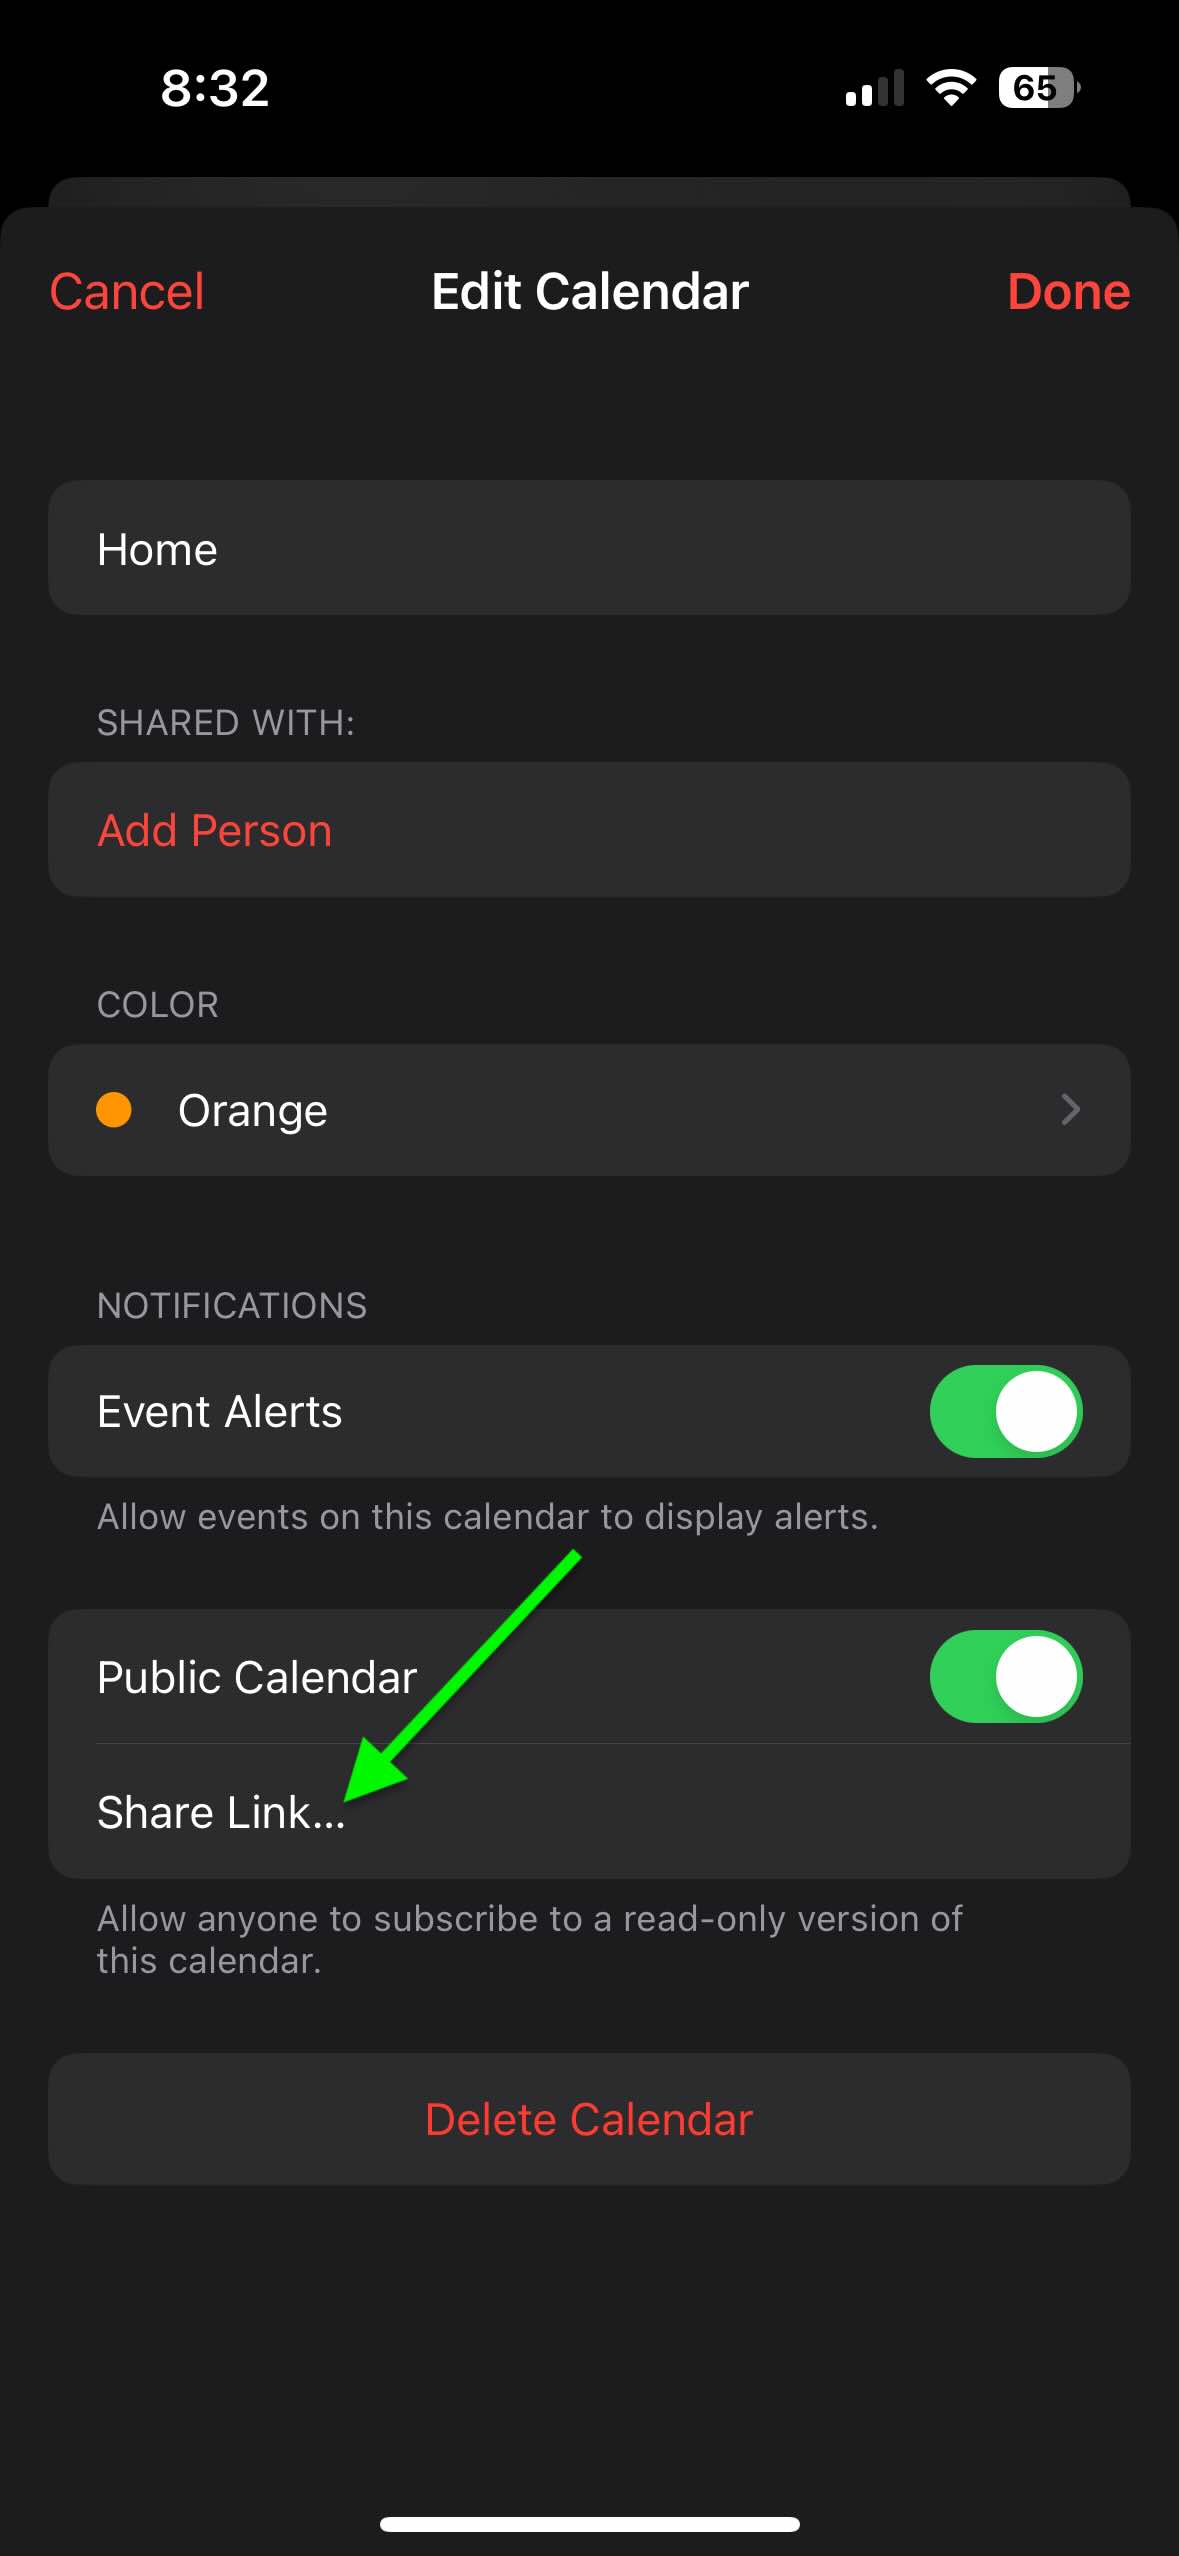 8:32
65
Cancel
Edit Calendar
Done
Home
SHARED WITH:
Add Person
COLOR
Orange
NOTIFICATIONS
Event Alerts
Allow events on this calendar to display alerts.
Public Calendar
Share Link...
Allow anyone to subscribe to a read-only version of
this calendar.
Delete Calendar